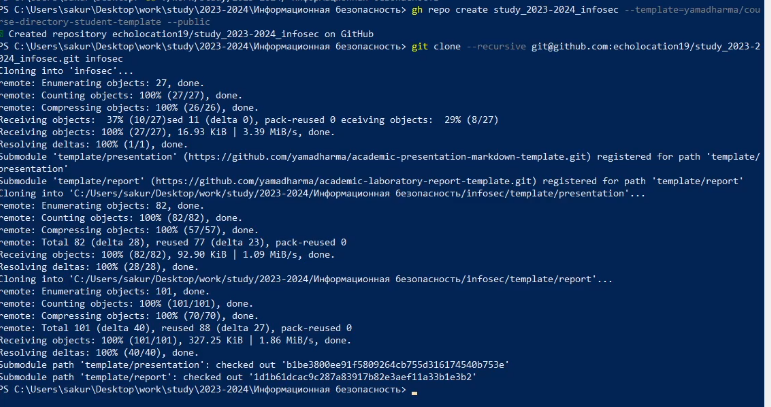 PS C:\Users\sakur\Desktop\work\study\2023-2024\Информационная безопасность> gh repo create study_2023-2024_infosec --template=yamadharma/cou
rse-directory-student-template --public
Created repository echolocation19/study_2023-2024_infosec on GitHub
PS C:\Users\sakur\Desktop\work\study\2023-2024\Информационная безопасность> git clone --recursive git@github.com:echolocation19/study_2023-2
024_infosec.git infosec
Cloning into 'infosec'...
remote: Enumerating objects: 27, done.
remote: Counting objects: 100% (27/27), done.
remote: Compressing objects: 100% (26/26), done.
Receiving objects:  37% (10/27)sed 11 (delta 0), pack-reused 0 eceiving objects:  29% (8/27)
Receiving objects: 100% (27/27), 16.93 KiB | 3.39 MiB/s, done.
Resolving deltas: 100% (1/1), done.
Submodule 'template/presentation' (https://github.com/yamadharma/academic-presentation-markdown-template.git) registered for path 'template/
presentation'
Submodule 'template/report' (https://github.com/yamadharma/academic-laboratory-report-template.git) registered for path 'template/report'
Cloning into 'C:/Users/sakur/Desktop/work/study/2023-2024/Информационная безопасность/infosec/template/presentation'...
remote: Enumerating objects: 82, done.
remote: Counting objects: 100% (82/82), done.
remote: Compressing objects: 100% (57/57), done.
remote: Total 82 (delta 28), reused 77 (delta 23), pack-reused 0
Receiving objects: 100% (82/82), 92.90 KiB | 1.09 MiB/s, done.
Resolving deltas: 100% (28/28), done.
Cloning into 'C:/Users/sakur/Desktop/work/study/2023-2024/Информационная безопасность/infosec/template/report'...
remote: Enumerating objects: 101, done.
remote: Counting objects: 100% (101/101), done.
remote: Compressing objects: 100% (70/70), done.
remote: Total 101 (delta 40), reused 88 (delta 27), pack-reused 0
Receiving objects: 100% (101/101), 327.25 KiB | 1.86 MiB/s, done.
Resolving deltas: 100% (40/40), done.
Submodule path 'template/presentation': checked out 'b1be3800ee91f5809264cb755d316174540b753e'
Submodule path 'template/report': checked out '1d1b61dcac9c287a83917b82e3aef11a33b1e3b2'
PS C:\Users\sakur\Desktop\work\study\2023-2024\Информационная безопасность>